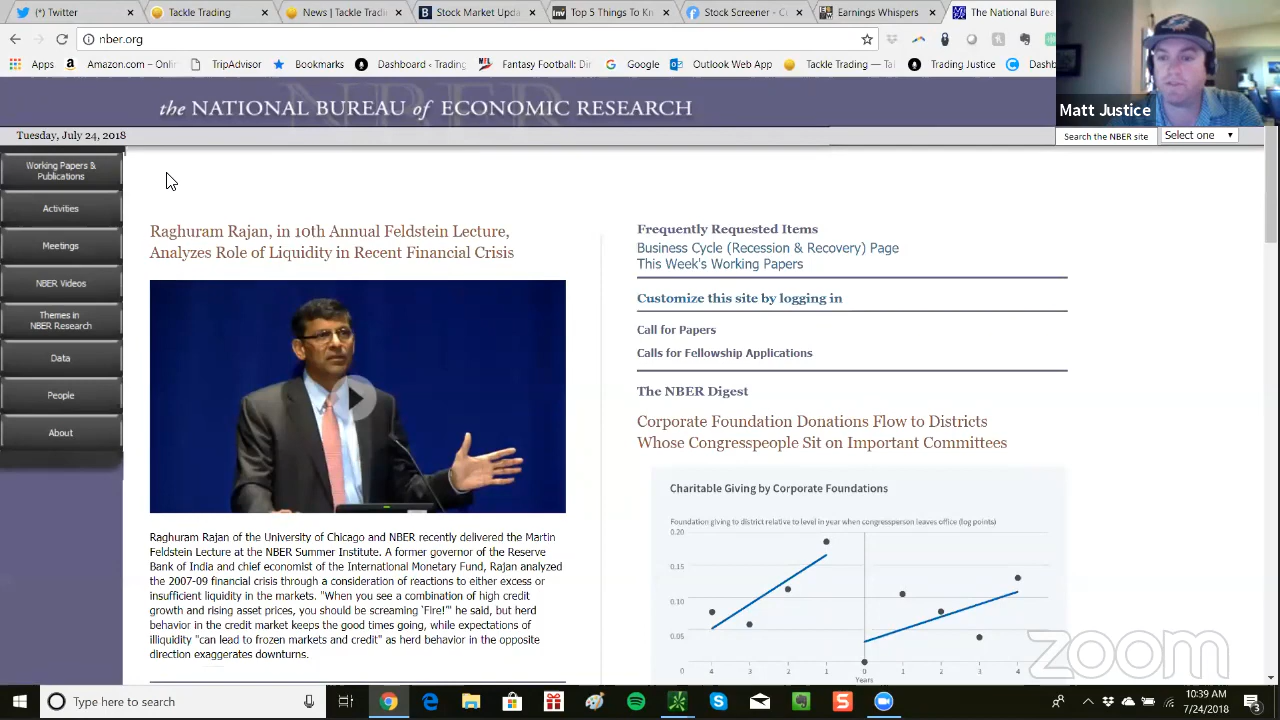 Tackle Trading
News | Tackle Tr
Stock Market Upda
Top 5 Things To Kn
Stock Screener - C
Earnings Whispers
The National Burea
nber.org
Apps
Amazon.com – Onlin
TripAdvisor
Bookmarks
Dashboard - Trading
Fantasy Football: Dr
Google
Outlook Web App
Tackle Trading —
Trading Justice
Dash
the NATIONAL BUREAU of ECONOMIC RESEARCH
Matt Justice
Tuesday, July 24, 2018
Search the NBER site
Select one
Working Papers &
Publications
Activities
Meetings
NBER Videos
Themes in
NBER Research
Data
People
About
Raghuram Rajan, in 10th Annual Feldstein Lecture,
Analyzes Role of Liquidity in Recent Financial Crisis
Raghuram Rajan of the University of Chicago and NBER recently delivered the Martin
Feldstein Lecture at the NBER Summer Institute. A former governor of the Reserve
Bank of India and chief economist of the International Monetary Fund, Rajan analyzed
the 2007-09 financial crisis through a consideration of reactions to either excess or
insufficient liquidity in the markets. "When you see a combination of high credit
growth and rising asset prices, you should be screaming 'Fire!'" he said, but herd
behavior in the credit market keeps the good times going, while expectations of
illiquidity "can lead to frozen markets and credit" as herd behavior in the opposite
direction exaggerates downturns.
Frequently Requested Items
Business Cycle (Recession & Recovery) Page
This Week's Working Papers
Customize this site by logging in
Call for Papers
Calls for Fellowship Applications
The NBER Digest
Corporate Foundation Donations Flow to Districts
Whose Congresspeople Sit on Important Committees
Charitable Giving by Corporate Foundations
Foundation giving to district relative to level in year when congressperson leaves office (log points)
0.20
0.15
0.10
0.05
0
4 3 2 1 0 1 2 3 4
Years
zoom
Type here to search
10:39 AM
7/24/2018